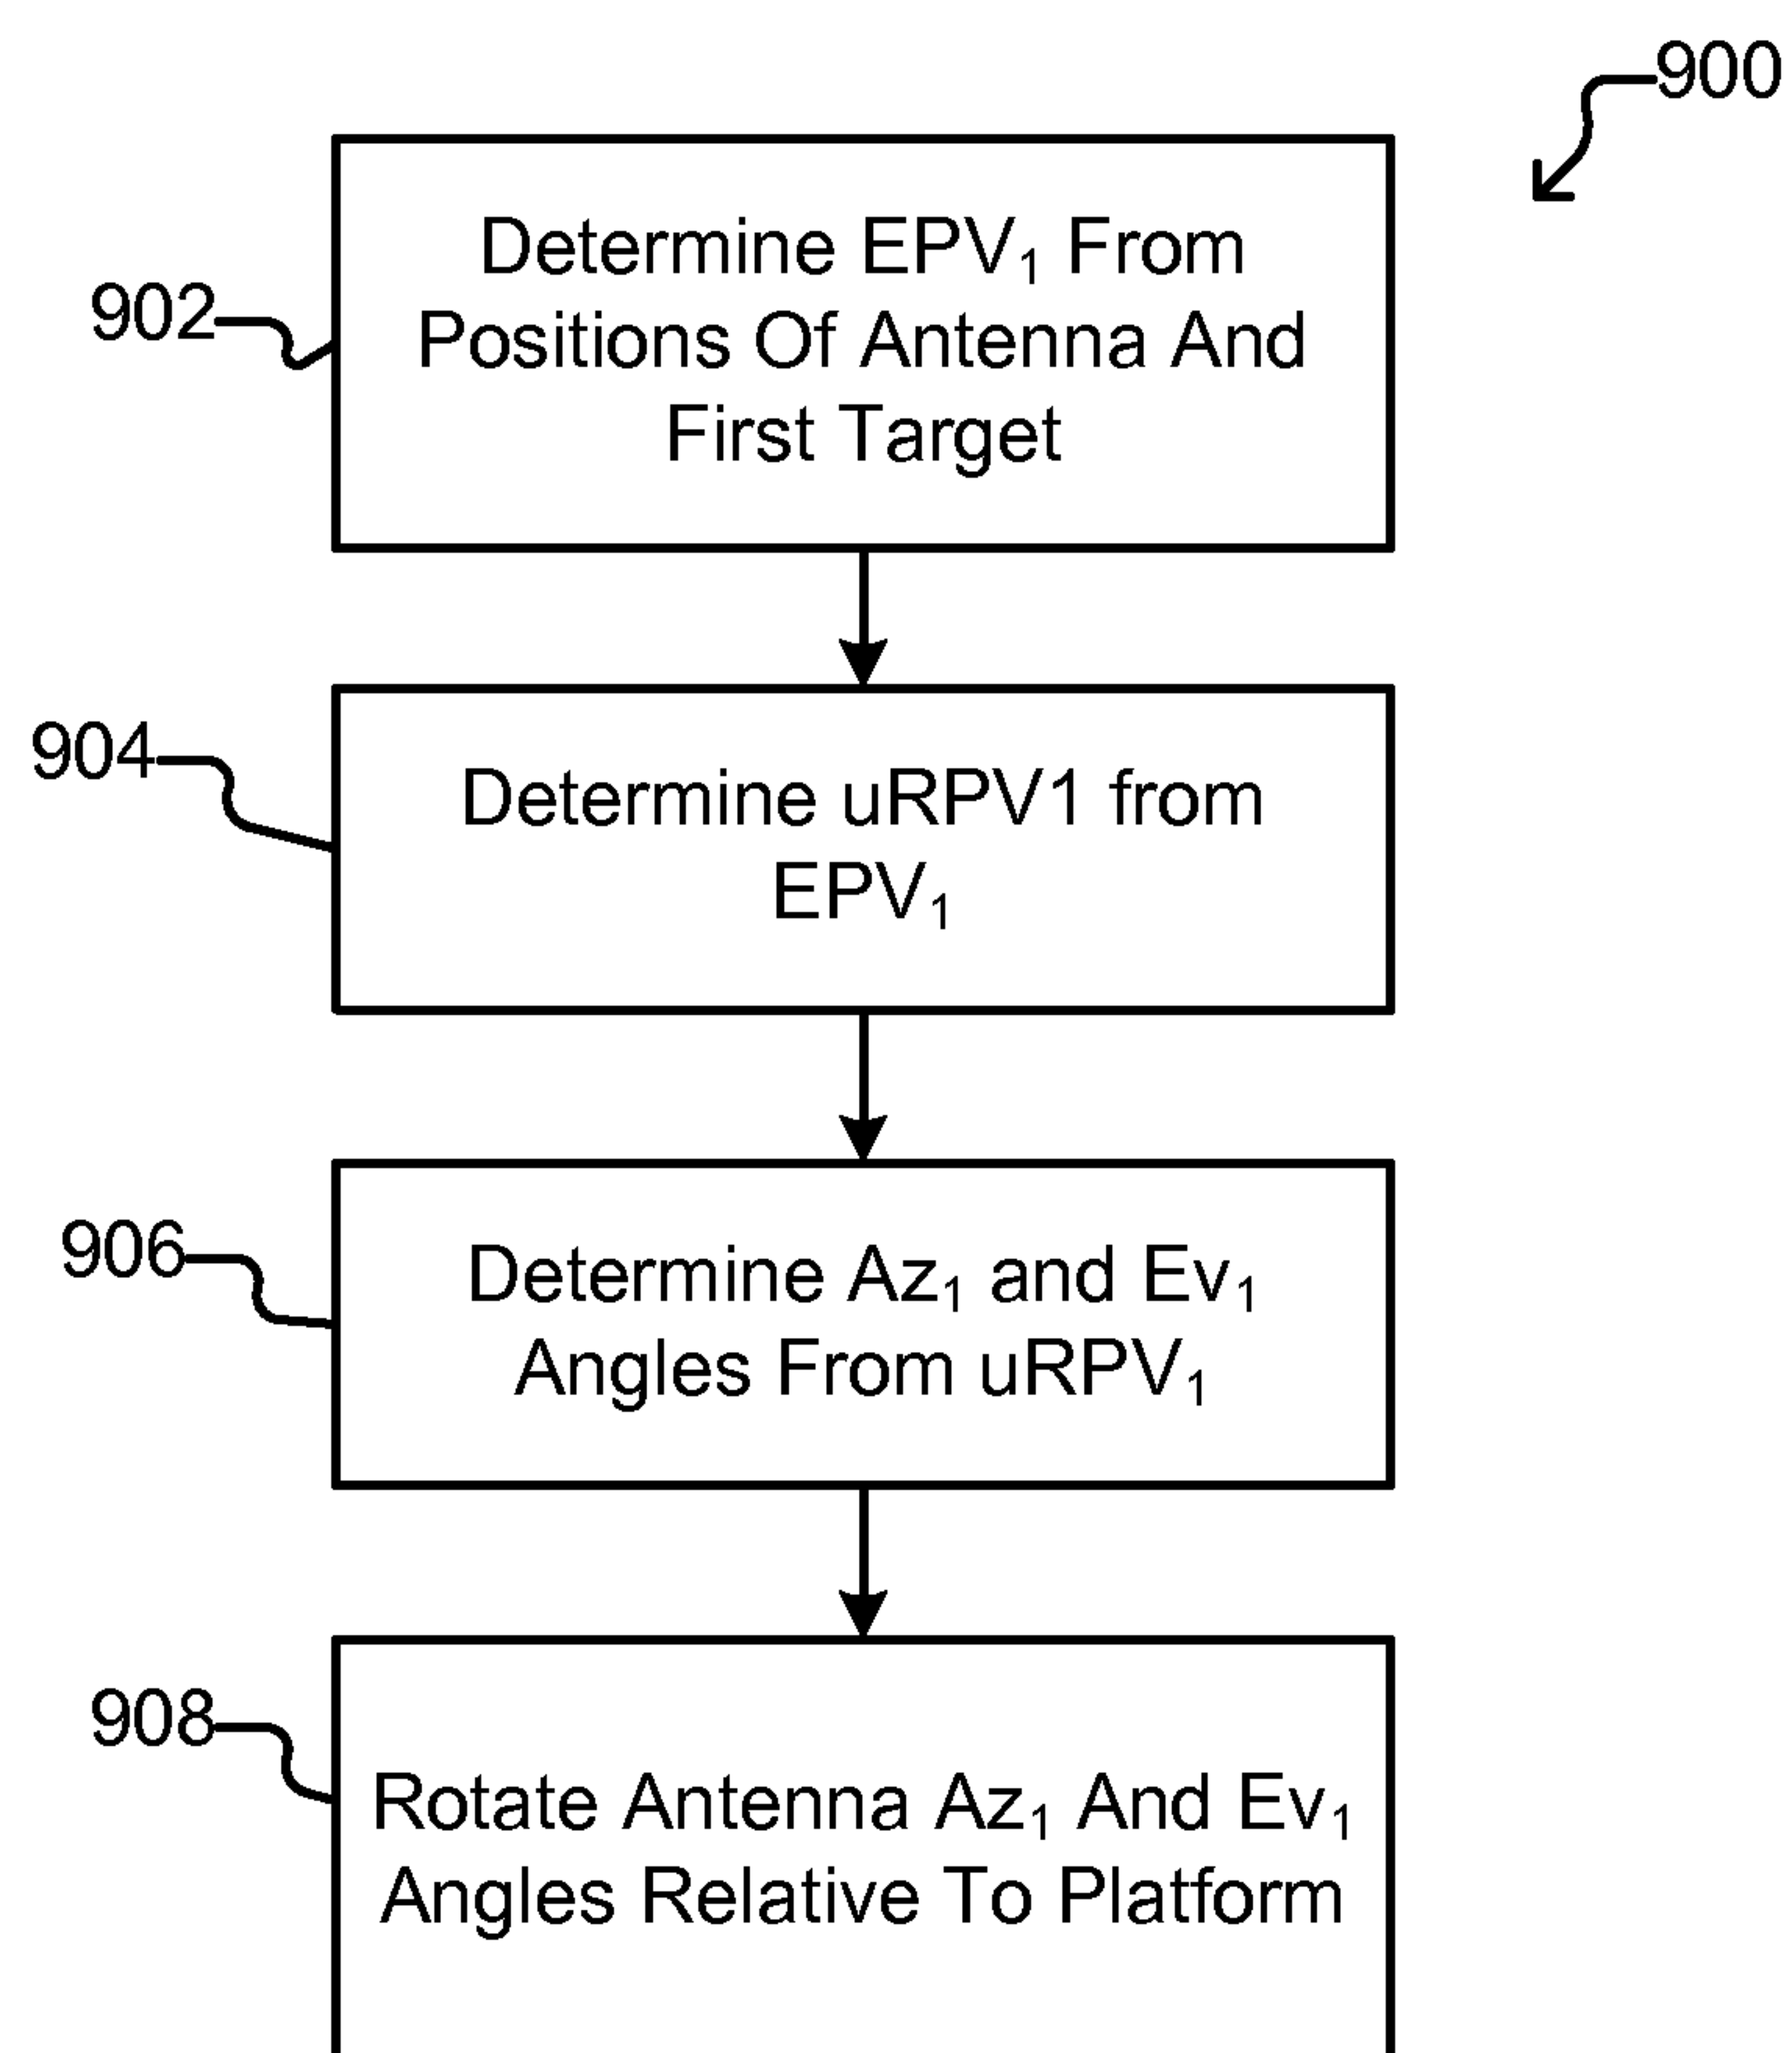 900
Determine EPV₁ From
Positions Of Antenna And
First Target
902
904
Determine uRPV1 from
EPV₁
906
Determine Az₁ and Ev₁
Angles From uRPV₁
908
Rotate Antenna Az₁ And Ev₁
Angles Relative To Platform